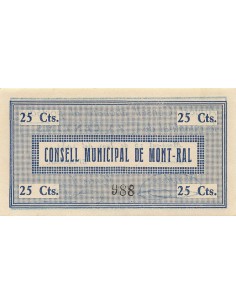 25 Cts. 25 Cts.
CONSELL MUNICIPAL DE MONT-RAL
25 Cts. 988 25 Cts.